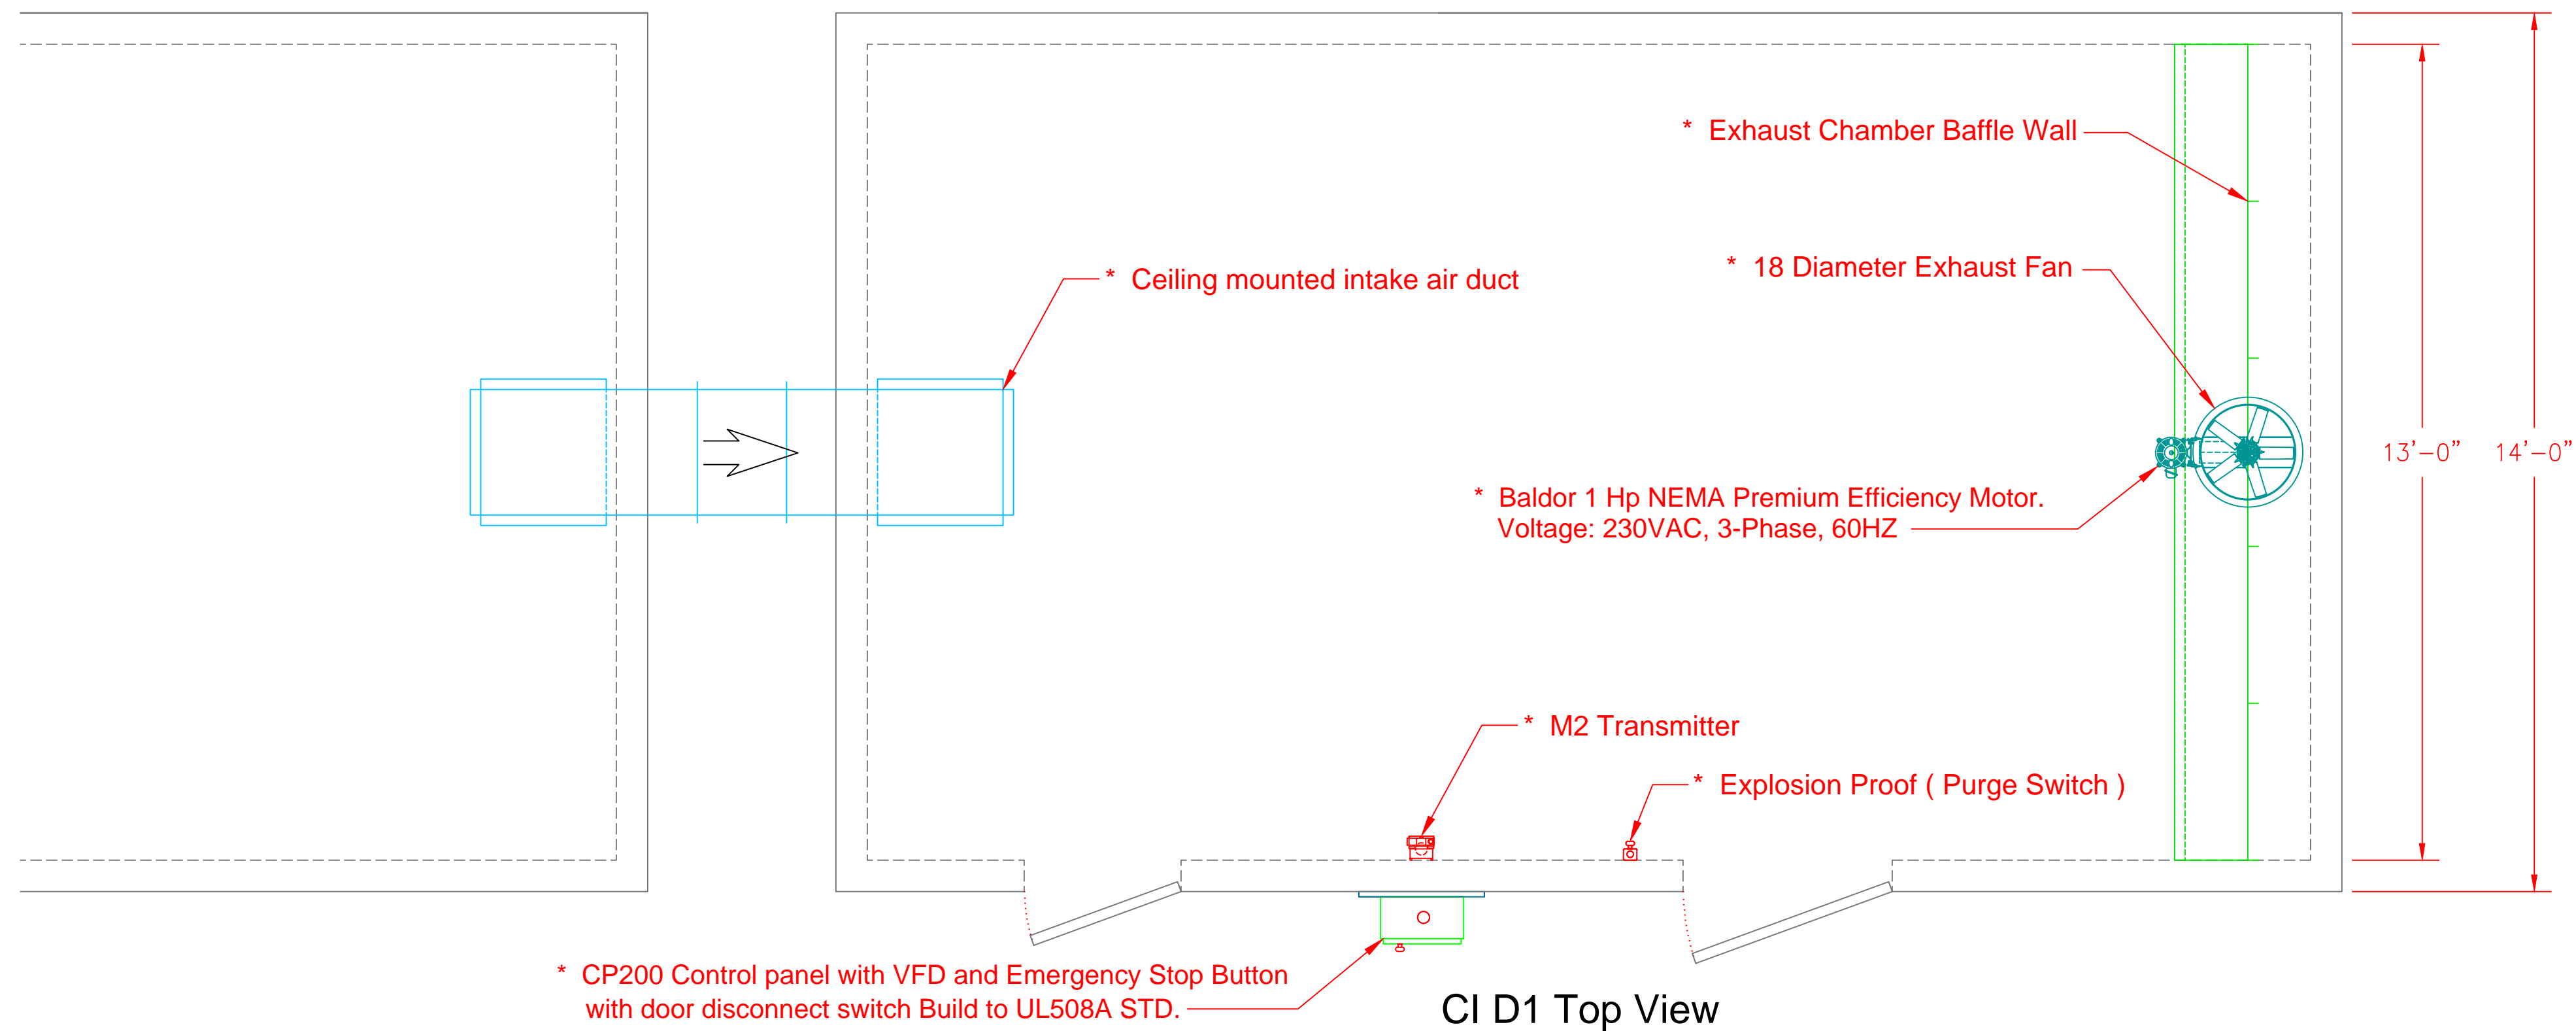 * Exhaust Chamber Baffle Wall
* Ceiling mounted intake air duct
* 18 Diameter Exhaust Fan
13'-0"
14'-0"
* Baldor 1 Hp NEMA Premium Efficiency Motor.
Voltage: 230VAC, 3-Phase, 60HZ
* M2 Transmitter
* Explosion Proof ( Purge Switch )
* CP200 Control panel with VFD and Emergency Stop Button
with door disconnect switch Build to UL508A STD.
CI D1 Top View